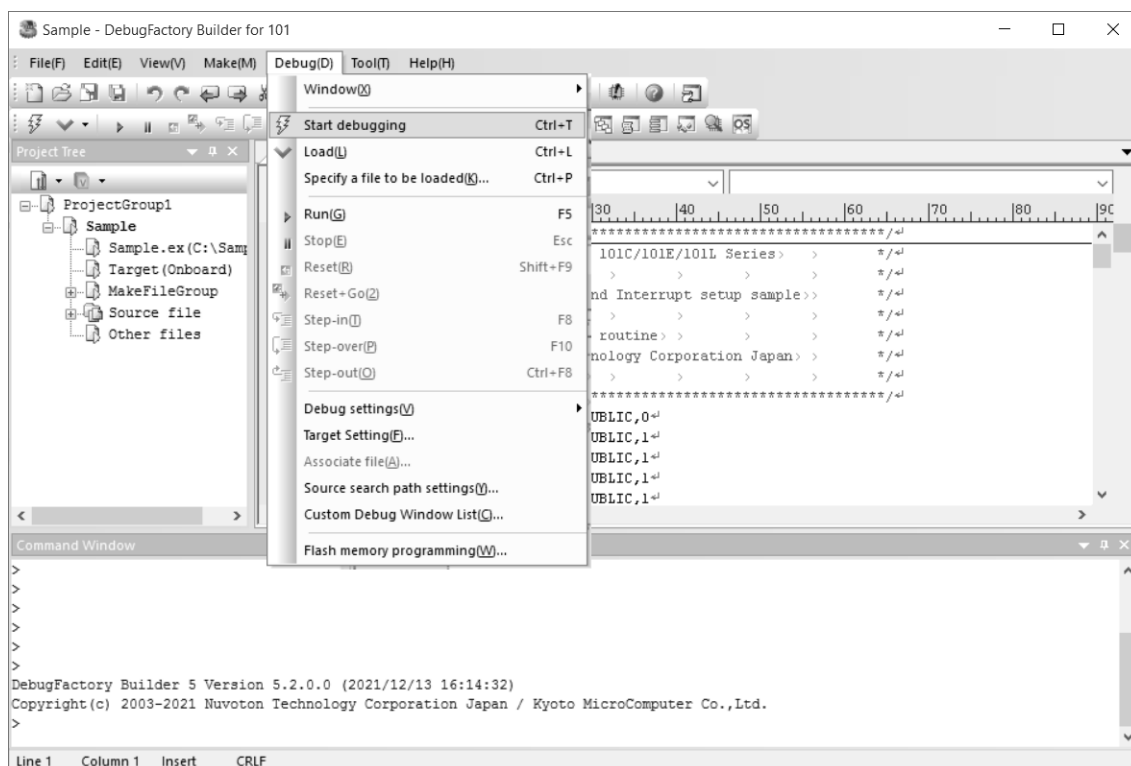 Sample - DebugFactory Builder for 101
File(F) Edit(E) View(V) Make(M) Debug(D) Tool(T) Help(H)
Window(X)
Start debugging Ctrl+T
Load(L) Ctrl+L
Specify a file to be loaded(K)... Ctrl+P
Run(G) F5
Stop(E) Esc
Reset(R) Shift+F9
Reset+Go(2)
Step-in(I) F8
Step-over(P) F10
Step-out(O) Ctrl+F8
Debug settings(V)
Target Setting(F)...
Associate file(A)...
Source search path settings(Y)...
Custom Debug Window List(C)...
Flash memory programming(W)...
OS
Project Tree
ProjectGroup1
Sample
Sample.ex(C:\Samp
Target(Onboard)
MakeFileGroup
Source file
Other files
30 40 50 60 70 80 90
***********************************/↵
101C/101E/101L Series> > */↵
> > > > */↵
nd Interrupt setup sample>> */↵
> > > > */↵
routine> > > > */↵
nology Corporation Japan> > */↵
> > > > */↵
***********************************/↵
UBLIC,0↵
UBLIC,1↵
UBLIC,1↵
UBLIC,1↵
UBLIC,1↵
Command Window
>
>
>
>
>
>
DebugFactory Builder 5 Version 5.2.0.0 (2021/12/13 16:14:32)
Copyright(c) 2003-2021 Nuvoton Technology Corporation Japan / Kyoto MicroComputer Co.,Ltd.
>
Line 1 Column 1 Insert CRLF